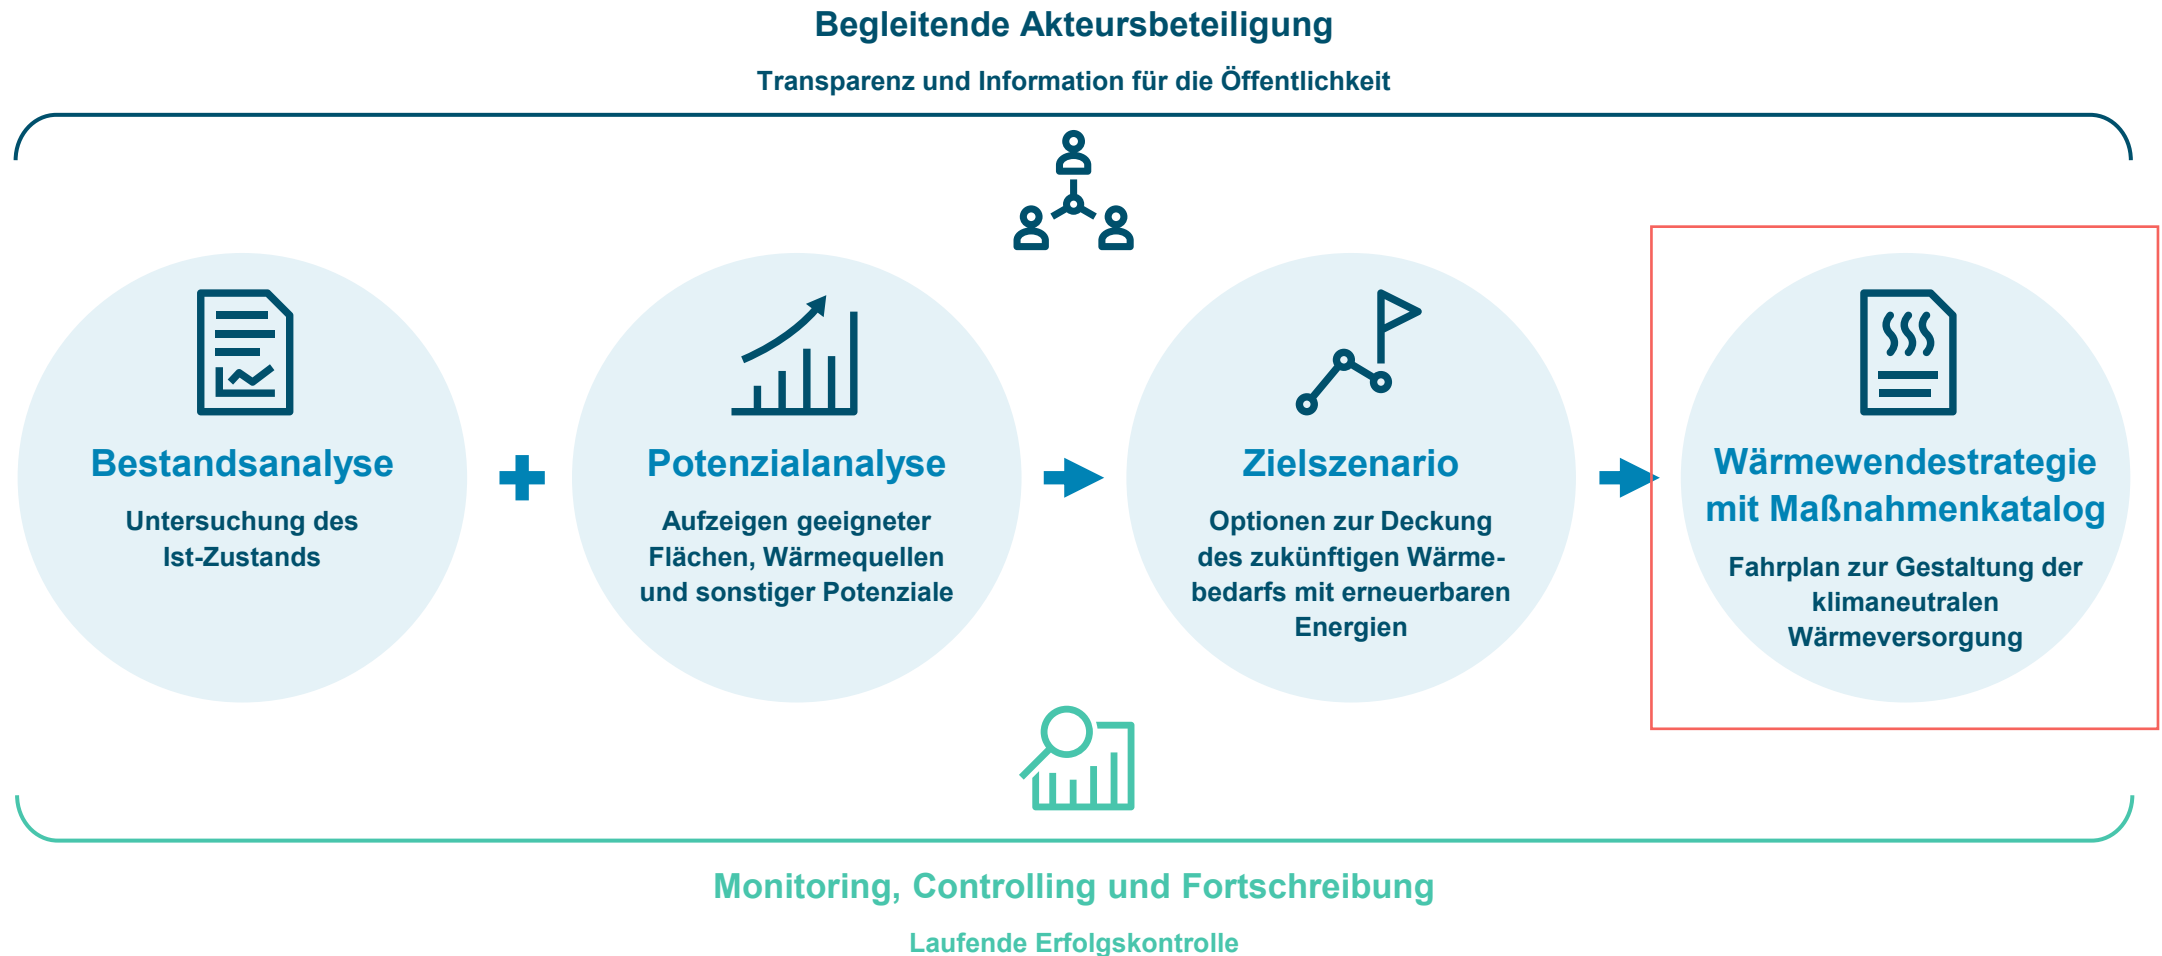 Begleitende Akteursbeteiligung
Transparenz und Information für die Öffentlichkeit
Bestandsanalyse
Untersuchung des
Ist-Zustands
Potenzialanalyse
Aufzeigen geeigneter
Flächen, Wärmequellen
und sonstiger Potenziale
Zielszenario
Optionen zur Deckung
des zukünftigen Wärme-
bedarfs mit erneuerbaren
Energien
Wärmewendestrategie
mit Maßnahmenkatalog
Fahrplan zur Gestaltung der
klimaneutralen
Wärmeversorgung
Monitoring, Controlling und Fortschreibung
Laufende Erfolgskontrolle